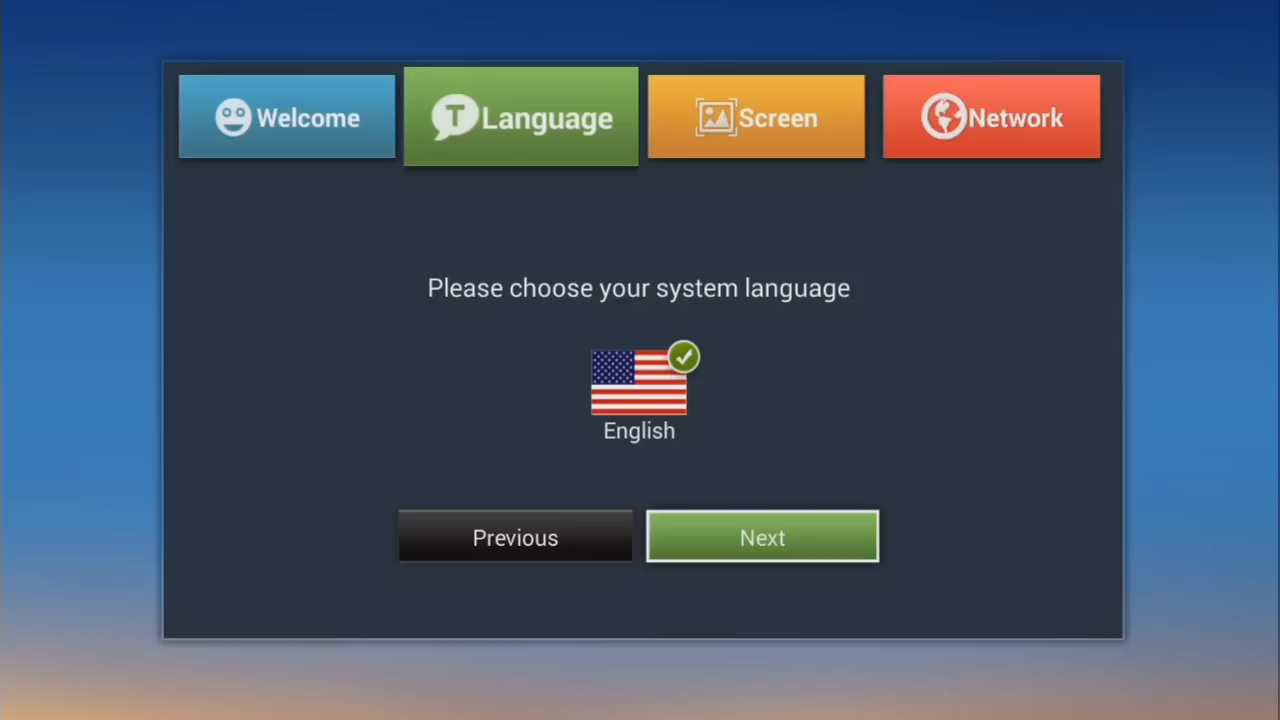 Welcome
Language
Screen
Network
Please choose your system language
English
Previous
Next